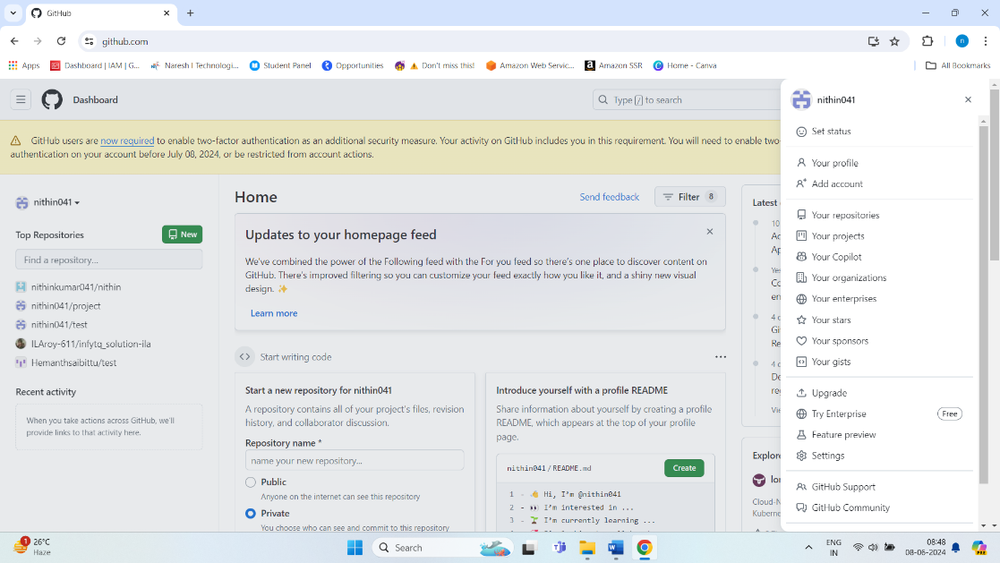 GitHub
github.com
Apps
Dashboard | IAM | G...
Naresh I Technologi...
Student Panel
Opportunities
Don't miss this!
Amazon Web Servic...
Amazon SSR
Home - Canva
All Bookmarks
Dashboard
Type / to search
GitHub users are now required to enable two-factor authentication as an additional security measure. Your activity on GitHub includes you in this requirement. You will need to enable two-
authentication on your account before July 08, 2024, or be restricted from account actions.
nithin041
Top Repositories
New
Find a repository...
nithinkumar041/nithin
nithin041/project
nithin041/test
ILAroy-611/infytq_solution-ila
Hemanthsaibittu/test
Recent activity
When you take actions across GitHub, we'll
provide links to that activity here.
Home
Send feedback
Filter 8
Updates to your homepage feed
We've combined the power of the Following feed with the For you feed so there's one place to discover content on
GitHub. There's improved filtering so you can customize your feed exactly how you like it, and a shiny new visual
design. ✨
Learn more
Start writing code
Start a new repository for nithin041
A repository contains all of your project's files, revision
history, and collaborator discussion.
Repository name *
name your new repository...
Public
Anyone on the internet can see this repository
Private
You choose who can see and commit to this repository
Introduce yourself with a profile README
Share information about yourself by creating a profile
README, which appears at the top of your profile
page.
nithin041/README.md
Create
1 - 👋 Hi, I'm @nithin041
2 - 👀 I'm interested in ...
3 - 🌱 I'm currently learning ...
Latest
10
Yes
4
4
Explore
Cloud-N
Kubern
nithin041
Set status
Your profile
Add account
Your repositories
Your projects
Your Copilot
Your organizations
Your enterprises
Your stars
Your sponsors
Your gists
Upgrade
Try Enterprise
Free
Feature preview
Settings
GitHub Support
GitHub Community
1
26°C
Haze
Search
ENG
IN
08:48
08-06-2024